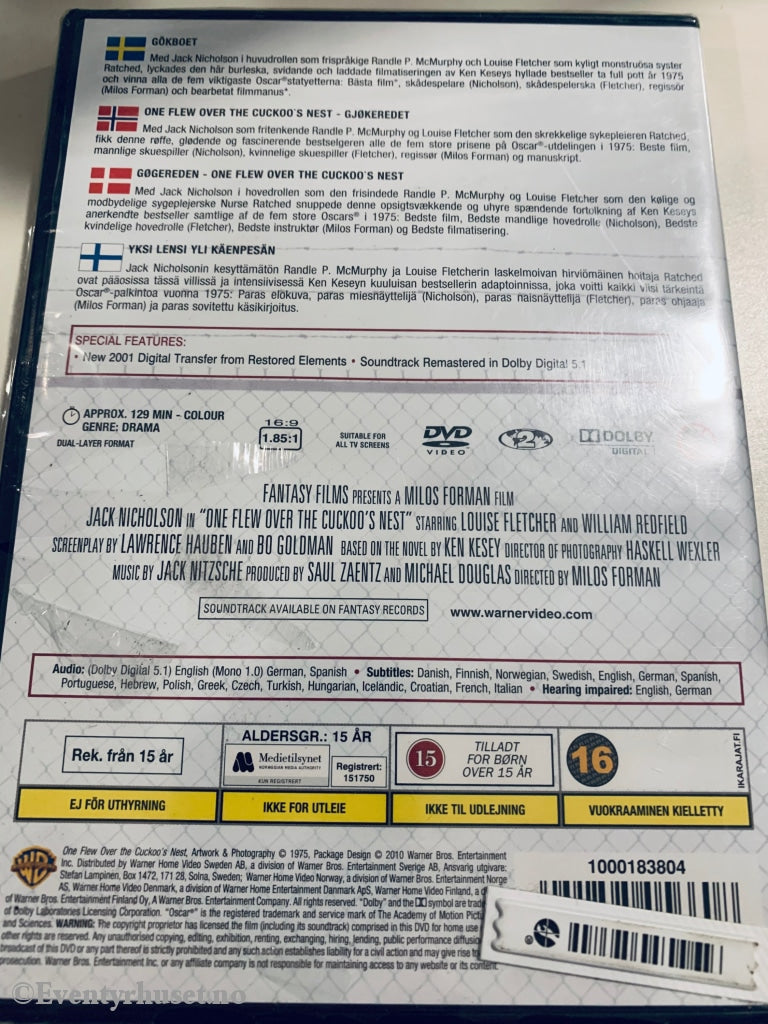 GÖKBOET
Med Jack Nicholson i huvudrollen som frispråkige Randle P. McMurphy och Louise Fletcher som kyligt monstruösa syster
Ratched, lyckades den här burleska, svidande och laddade filmatiseringen av Ken Keseys hyllade bestseller ta full pott år 1975
och vinna alla de fem viktigaste Oscar®statyetterna: Bästa film*, skådespelare (Nicholson), skådespelerska (Fletcher), regissör
(Milos Forman) och bearbetat filmmanus*.
ONE FLEW OVER THE CUCKOO'S NEST - GJØKEREDET
Med Jack Nicholson som fritenkende Randle P. McMurphy og Louise Fletcher som den skrekkelige sykepleieren Ratched,
fikk denne røffe, glødende og fascinerende bestselgeren alle de fem store prisene på Oscar®-utdelingen i 1975: Beste film,
mannlige skuespiller (Nicholson), kvinnelige skuespiller (Fletcher), regissør (Milos Forman) og manuskript.
GØGEREDEN - ONE FLEW OVER THE CUCKOO'S NEST
Med Jack Nicholson i hovedrollen som den frisindede Randle P. McMurphy og Louise Fletcher som den kølige og
modbydelige sygeplejerske Nurse Ratched snuppede denne opsigtsvækkende og uhyre spændende fortolkning af Ken Keseys
anerkendte bestseller samtlige af de fem store Oscars® i 1975: Bedste film, Bedste mandlige hovedrolle (Nicholson), Bedste
kvindelige hovedrolle (Fletcher), Bedste instruktør (Milos Forman) og Bedste filmatisering.
YKSI LENSI YLI KÄENPESÄN
Jack Nicholsonin kesyttämätön Randle P. McMurphy ja Louise Fletcherin laskelmoivan hirviömäinen hoitaja Ratched
ovat pääosissa tässä villissä ja intensiivisessä Ken Keseyn kuuluisan bestsellerin adaptoinnissa, joka voitti kaikki viisi tärkeintä
Oscar®-palkintoa vuonna 1975: Paras elokuva, paras miesnäyttelijä (Nicholson), paras naisnäyttelijä (Fletcher), paras ohjaaja
(Milos Forman) ja paras sovitettu käsikirjoitus.
SPECIAL FEATURES:
• New 2001 Digital Transfer from Restored Elements • Soundtrack Remastered in Dolby Digital 5.1
APPROX. 129 MIN - COLOUR
GENRE: DRAMA
DUAL-LAYER FORMAT
16:9
1.85:1
SUITABLE FOR
ALL TV SCREENS
DVD
VIDEO
2
DOLBY
DIGITAL
FANTASY FILMS PRESENTS A MILOS FORMAN FILM
JACK NICHOLSON IN "ONE FLEW OVER THE CUCKOO'S NEST" STARRING LOUISE FLETCHER AND WILLIAM REDFIELD
SCREENPLAY BY LAWRENCE HAUBEN AND BO GOLDMAN BASED ON THE NOVEL BY KEN KESEY DIRECTOR OF PHOTOGRAPHY HASKELL WEXLER
MUSIC BY JACK NITZSCHE PRODUCED BY SAUL ZAENTZ AND MICHAEL DOUGLAS DIRECTED BY MILOS FORMAN
SOUNDTRACK AVAILABLE ON FANTASY RECORDS
www.warnervideo.com
Audio: (Dolby Digital 5.1) English (Mono 1.0) German, Spanish • Subtitles: Danish, Finnish, Norwegian, Swedish, English, German, Spanish,
Portuguese, Hebrew, Polish, Greek, Czech, Turkish, Hungarian, Icelandic, Croatian, French, Italian • Hearing impaired: English, German
Rek. från 15 år
EJ FÖR UTHYRNING
ALDERSGR.: 15 ÅR
Medietilsynet
NORWEGIAN MEDIA AUTHORITY
KUN REGISTRERT
Registrert:
151750
IKKE FOR UTLEIE
15
TILLADT
FOR BØRN
OVER 15 ÅR
IKKE TIL UDLEJNING
16
IKARAJAT.FI
VUOKRAAMINEN KIELLETTY
WB
One Flew Over the Cuckoo's Nest, Artwork & Photography © 1975, Package Design © 2010 Warner Bros. Entertainment
Inc. Distributed by Warner Home Video Sweden AB, a division of Warner Bros. Entertainment Sverige AB, Ansvarig utgivare:
Stefan Lampinen, Box 1472, 171 28, Solna, Sweden; Warner Home Video Norway, a division of Warner Bros. Entertainment Norge
AS, Warner Home Video Denmark, a division of Warner Home Entertainment Danmark ApS, Warner Home Video Finland, a
of Warner Bros. Entertainment Finland Oy, A Warner Bros. Entertainment Company. All rights reserved. "Dolby" and the symbol are
of Dolby Laboratories Licensing Corporation. "Oscar®" is the registered trademark and service mark of The Academy of Motion
and Sciences. WARNING: The copyright proprietor has licensed the film (including its soundtrack) comprised in this DVD for home use
other rights are reserved. Any unauthorised copying, editing, exhibition, renting, exchanging, hiring, lending, public performance
broadcast of this DVD or any part thereof is strictly prohibited and any such action establishes liability for a civil action and may give rise
prosecution. Warner Bros. Entertainment Inc. or any affiliate company is not responsible for maintaining access to any website or its content.
1000183804
©Eventyrhuset.no